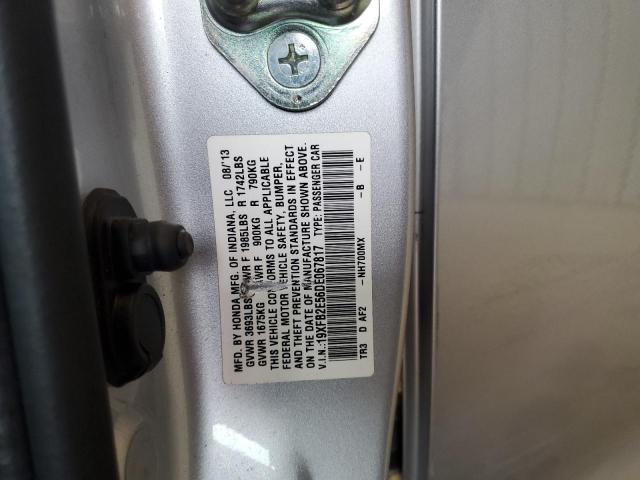 MFD. BY HONDA MFG. OF INDIANA, LLC 08/'13
GVWR 3693LBS GAWR F 1985LBS R 1742LBS
GVWR 1675KG GAWR F 900KG R 790KG
THIS VEHICLE CONFORMS TO ALL APPLICABLE
FEDERAL MOTOR VEHICLE SAFETY, BUMPER,
AND THEFT PREVENTION STANDARDS IN EFFECT
ON THE DATE OF MANUFACTURE SHOWN ABOVE.
V.I.N.:19XFB2E56DE067817 TYPE: PASSENGER CAR
TR3 D AF2 -NH700MX -B -E